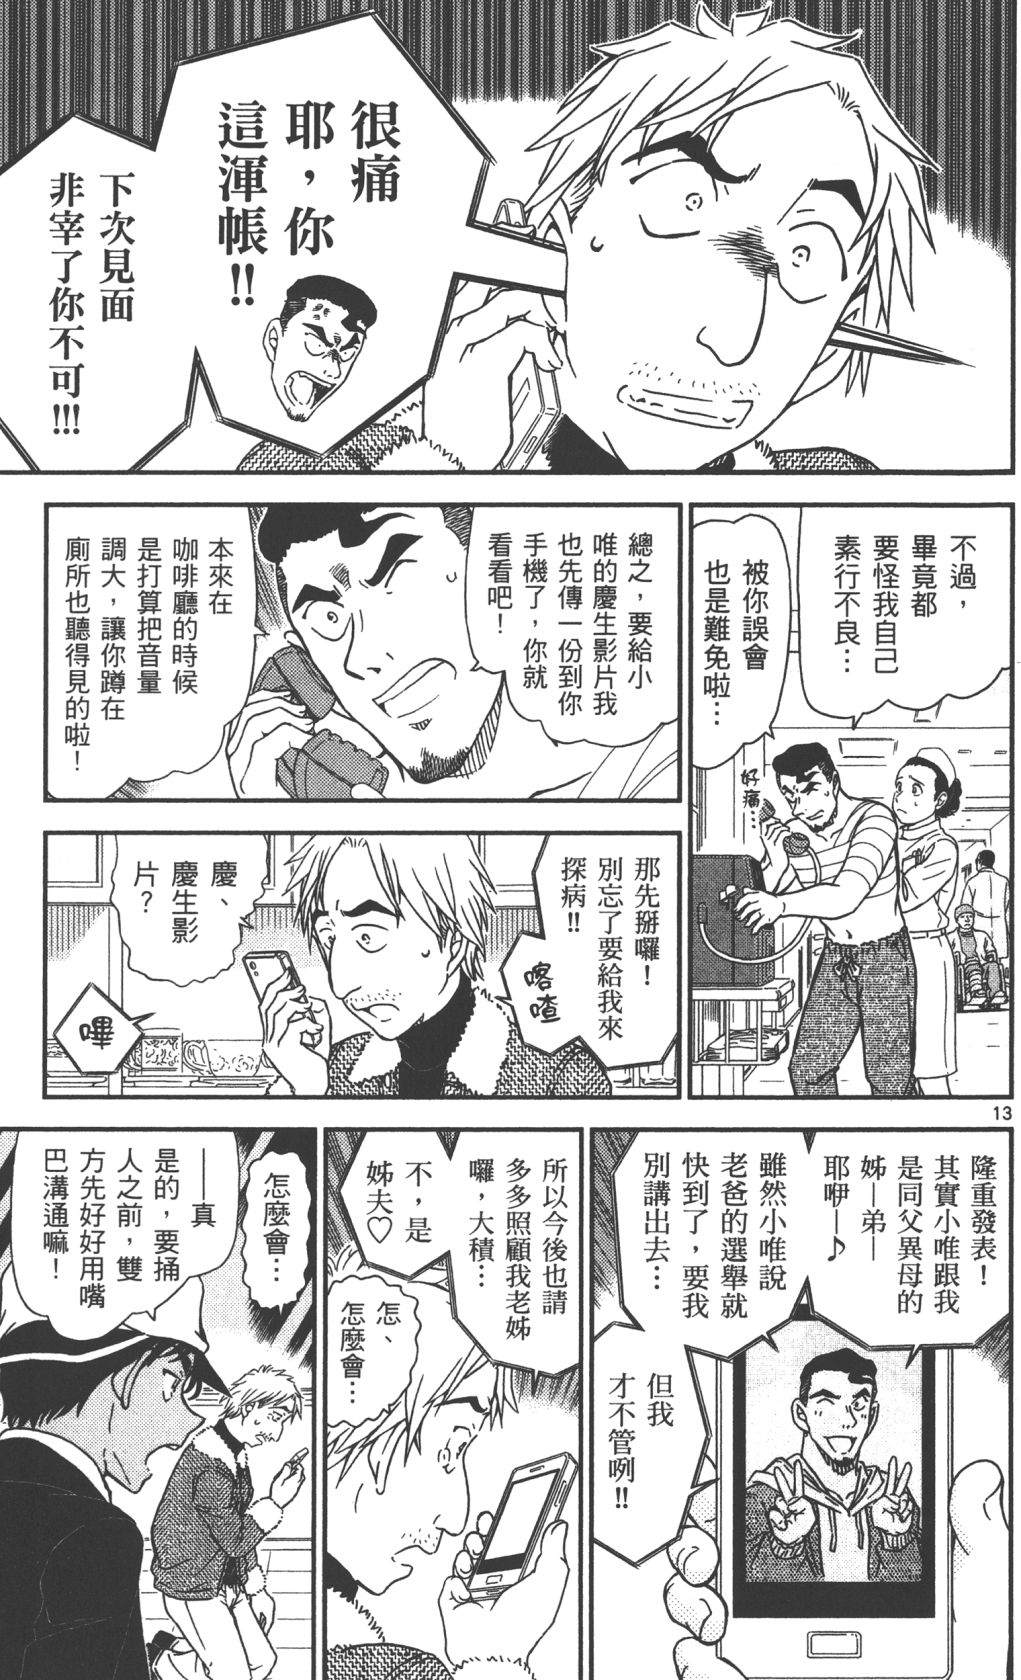 很痛
耶，你
這渾帳!!
下次見面
非宰了你不可!!!
不過，
畢竟都
要怪我自己
素行不良…
被你誤會
也是難免啦…
好痛…
總之，要給小
唯的慶生影片我
也先傳一份到你
手機了，你就
看看吧！
本來在
咖啡廳的時候
是打算把音量
調大，讓你蹲在
廁所也聽得見的啦！
那先掰囉！
別忘了要給我來
探病!!
喀喳
慶、
慶生影
片？
嗶
13
隆重發表！
其實小唯跟我
是同父異母的
姊—弟—
耶咿—♪
雖然小唯說
老爸的選舉就
快到了，要我
別講出去…
但我
才不管咧!!
所以今後也請
多多照顧我老姊
囉，大積…
不，是
姊夫♡
怎、
怎麼會…
怎麼會…
——真
是的，要捅
人之前，雙
方先好好用嘴
巴溝通嘛！